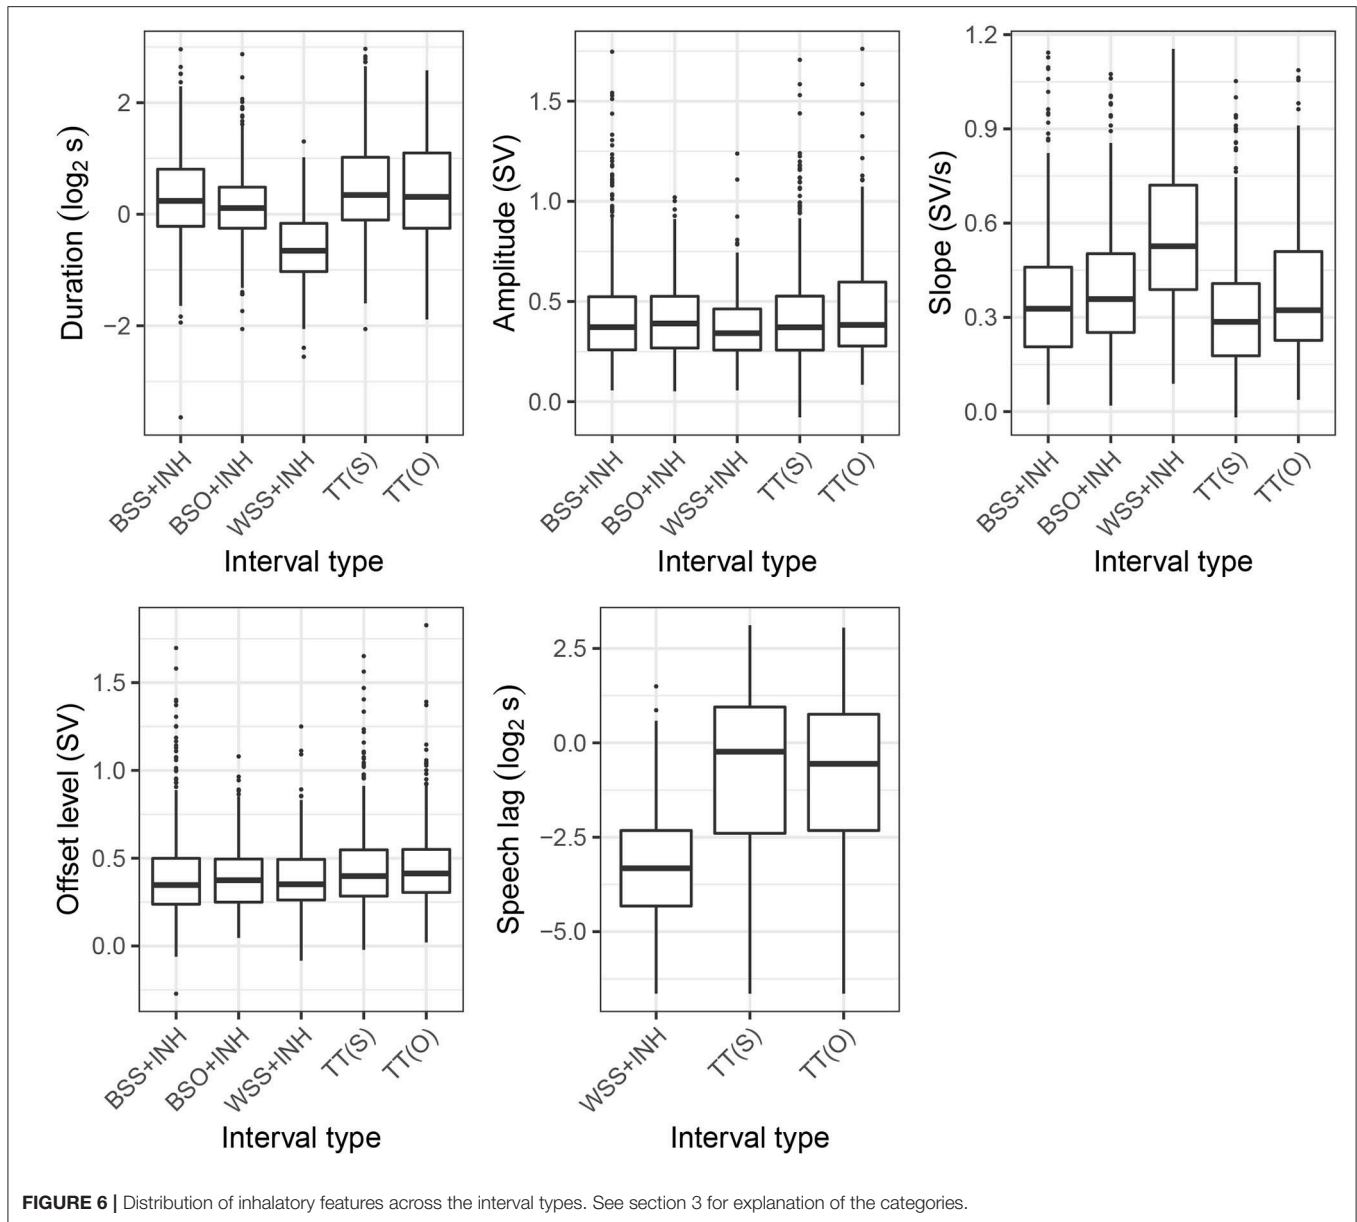 Duration (log₂ s)
2
0
−2
BSS+INH
BSO+INH
WSS+INH
TT(S)
TT(O)
Interval type
Amplitude (SV)
1.5
1.0
0.5
0.0
BSS+INH
BSO+INH
WSS+INH
TT(S)
TT(O)
Interval type
Slope (SV/s)
1.2
0.9
0.6
0.3
0.0
BSS+INH
BSO+INH
WSS+INH
TT(S)
TT(O)
Interval type
Offset level (SV)
1.5
1.0
0.5
0.0
BSS+INH
BSO+INH
WSS+INH
TT(S)
TT(O)
Interval type
Speech lag (log₂ s)
2.5
0.0
−2.5
−5.0
WSS+INH
TT(S)
TT(O)
Interval type
FIGURE 6 | Distribution of inhalatory features across the interval types. See section 3 for explanation of the categories.